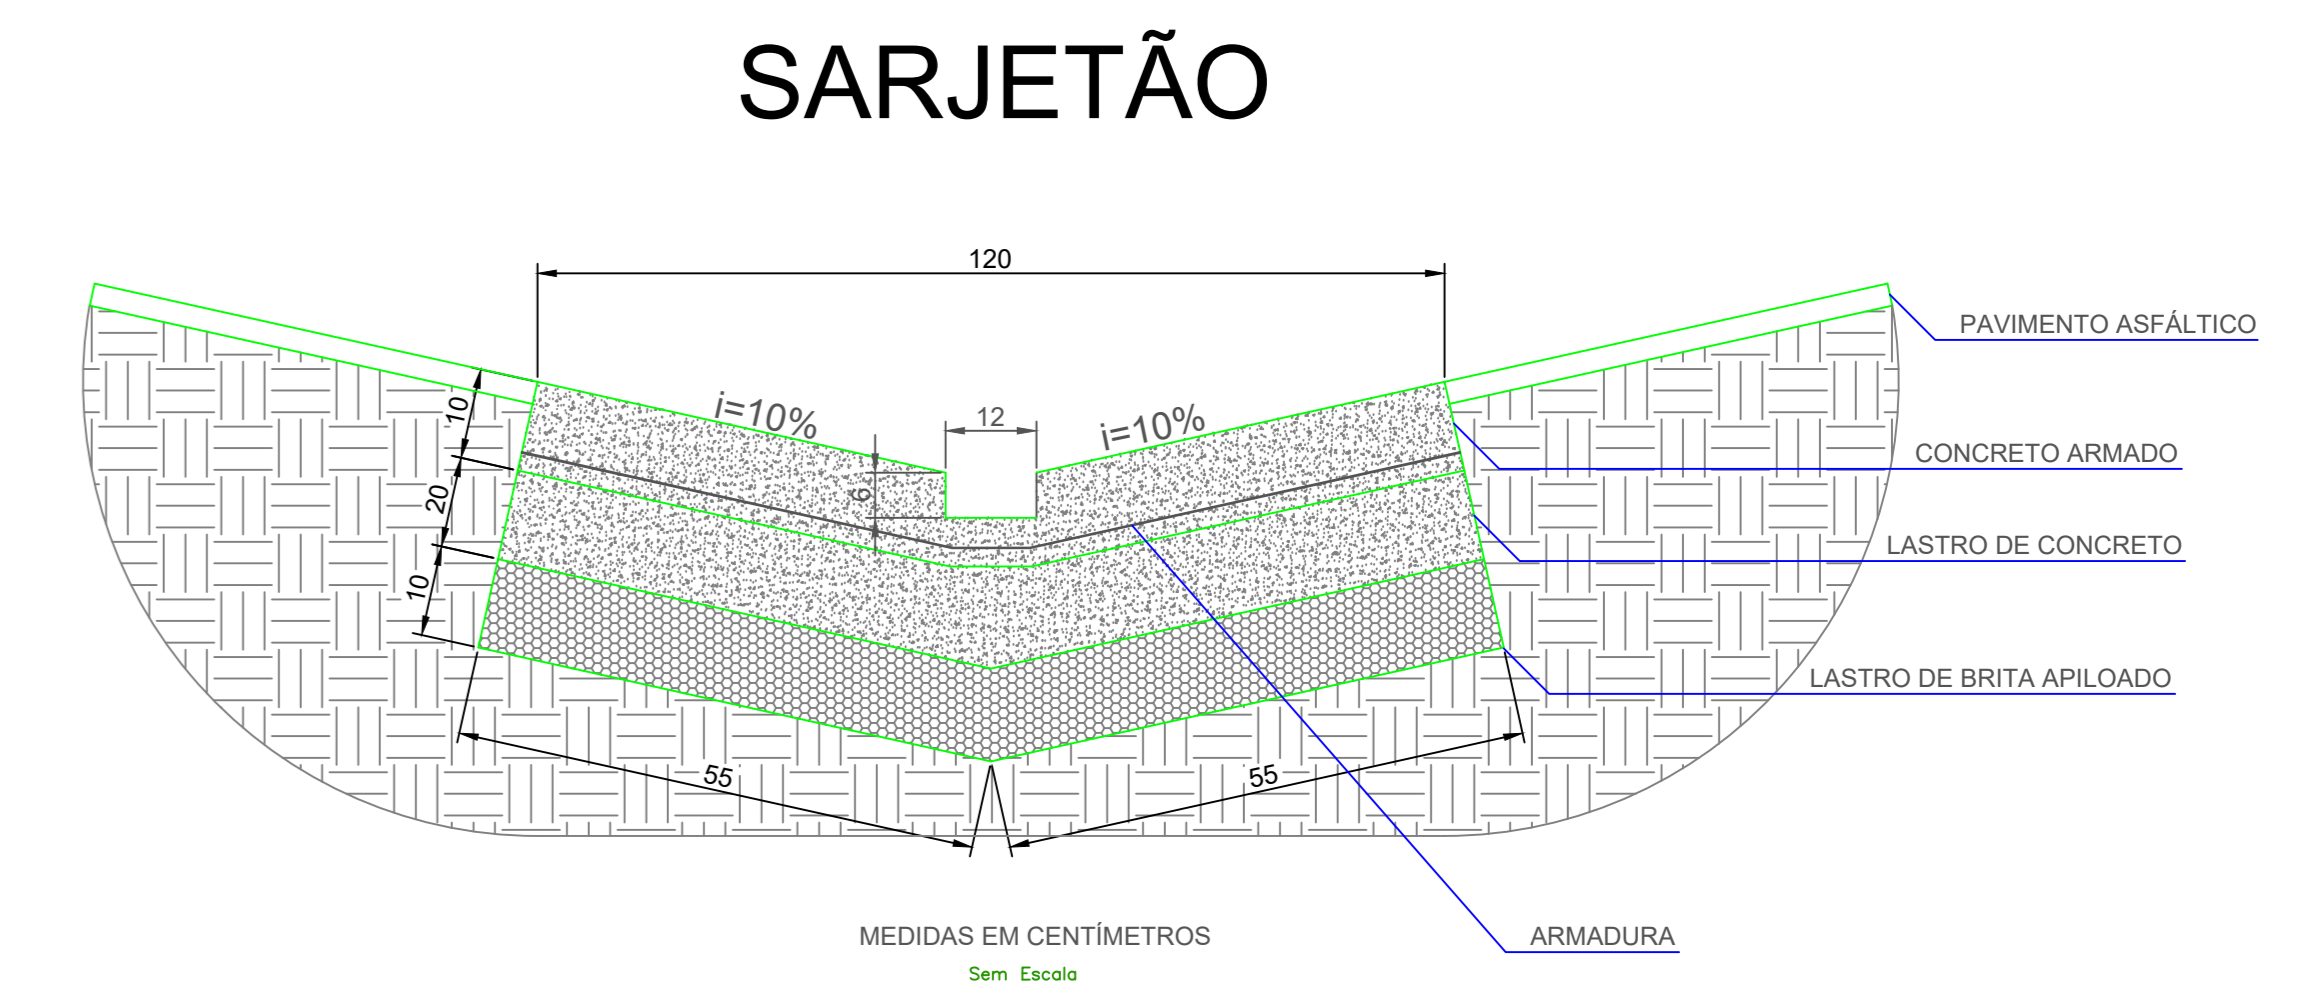 SARJETÃO
120
PAVIMENTO ASFÁLTICO
10
i=10%
12
i=10%
CONCRETO ARMADO
20
6
LASTRO DE CONCRETO
10
LASTRO DE BRITA APILOADO
55
55
MEDIDAS EM CENTÍMETROS
ARMADURA
Sem Escala